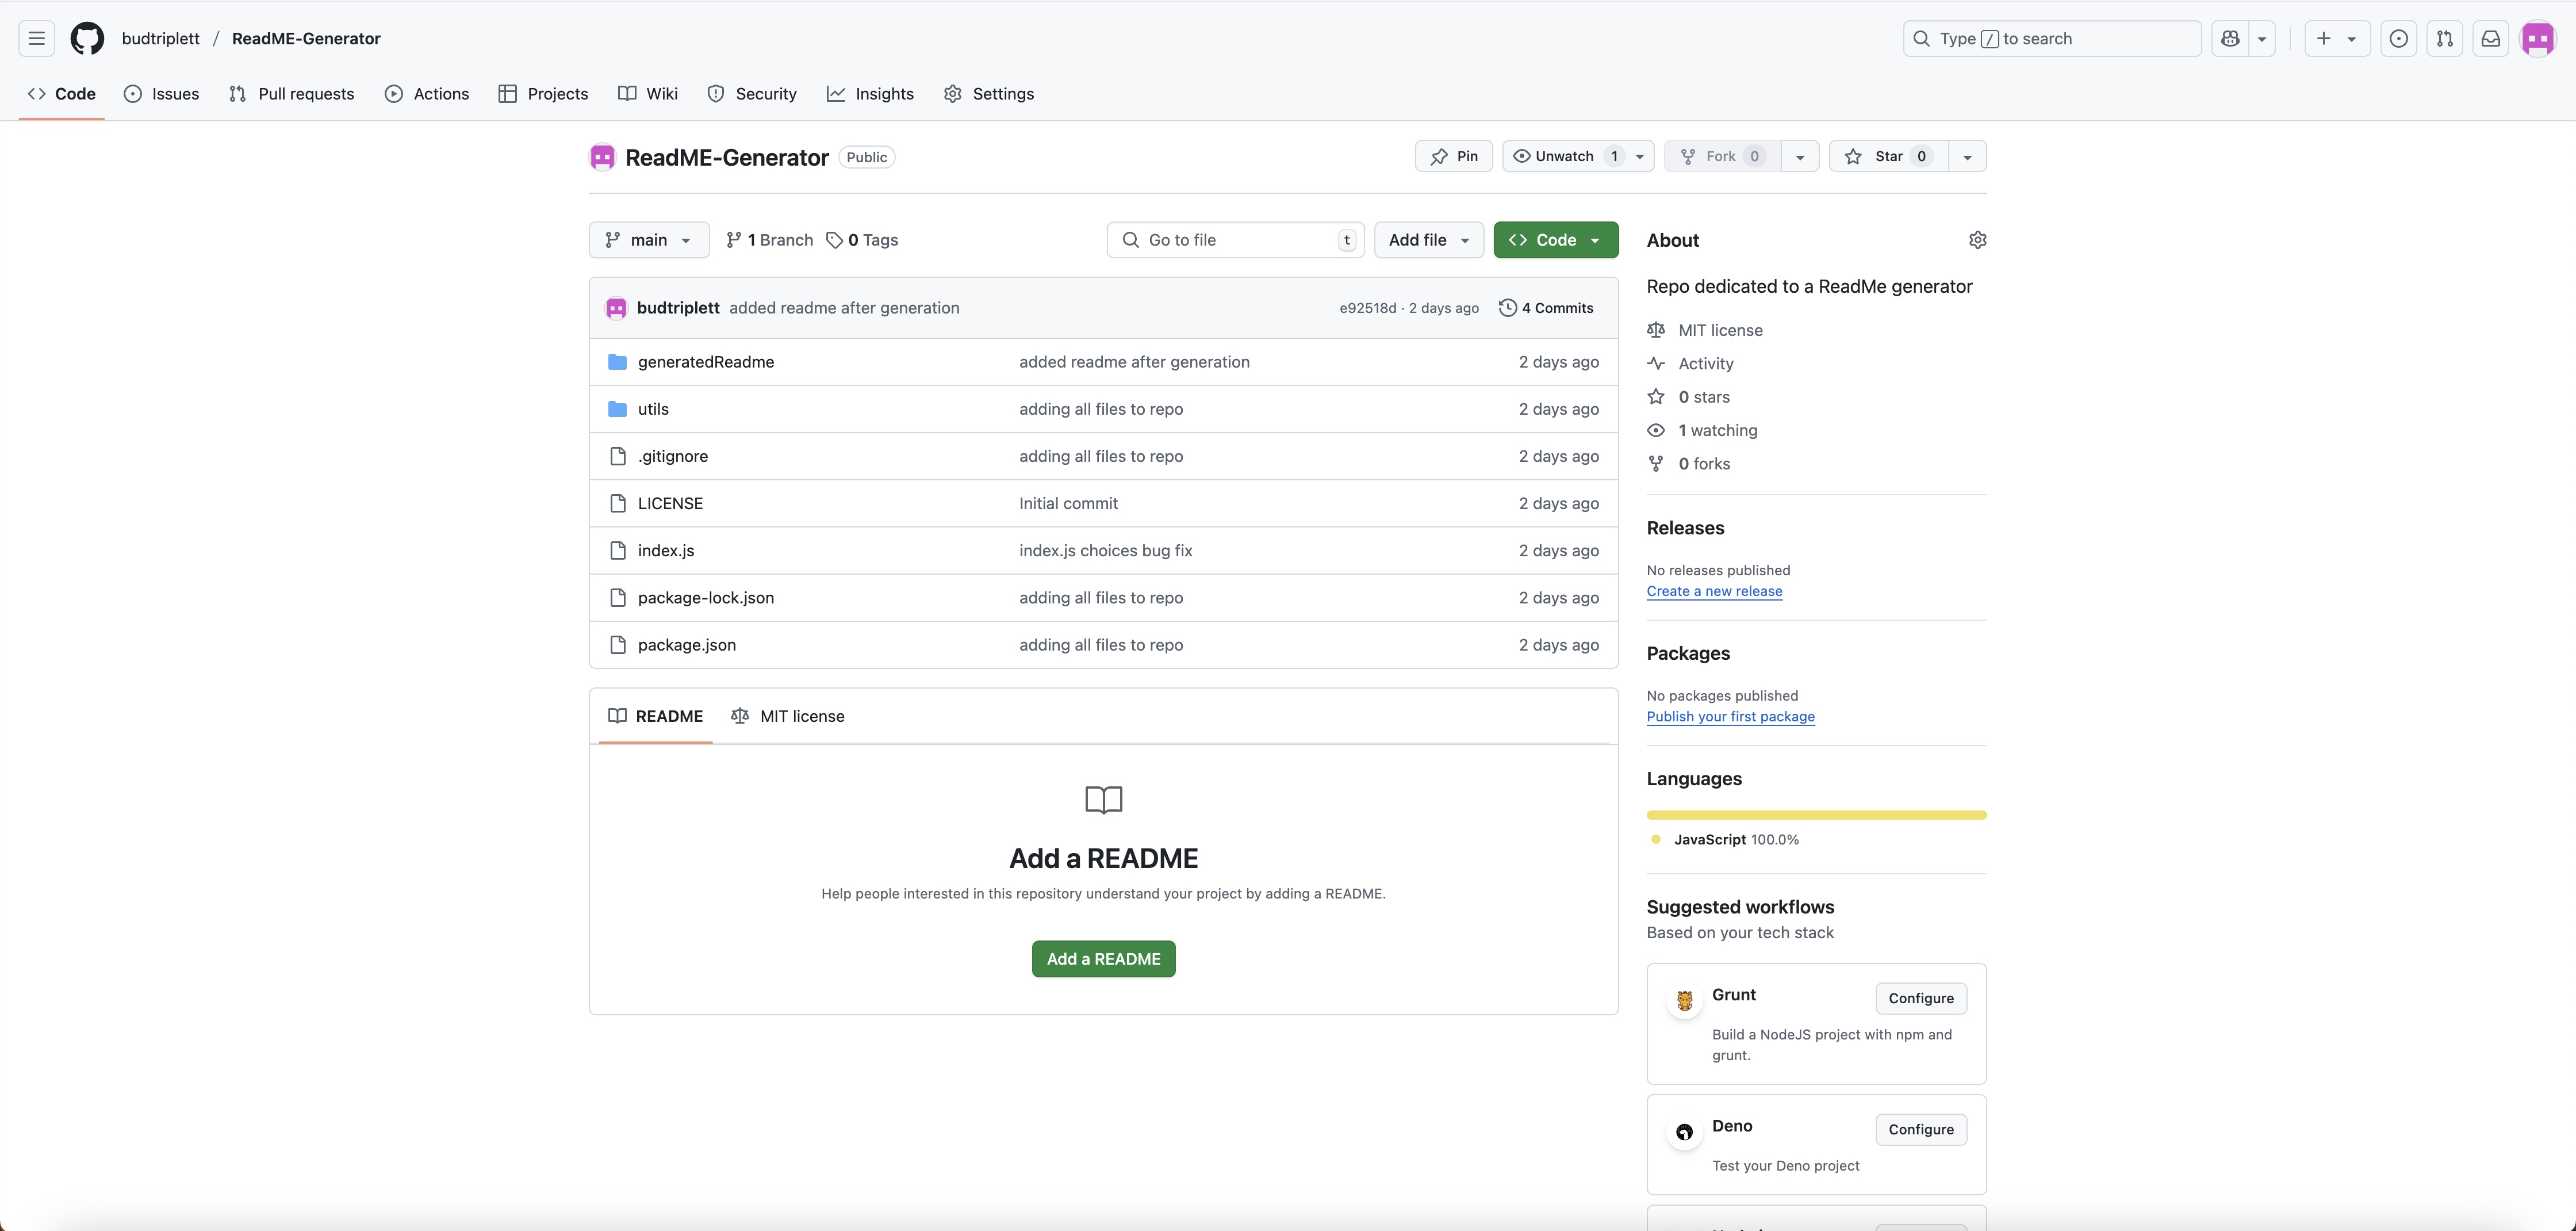 budtriplett / ReadME-Generator
Type / to search
Code Issues Pull requests Actions Projects Wiki Security Insights Settings
ReadME-Generator Public
Pin Unwatch 1 Fork 0 Star 0
main 1 Branch 0 Tags
Go to file t Add file Code
budtriplett added readme after generation e92518d · 2 days ago 4 Commits
generatedReadme added readme after generation 2 days ago
utils adding all files to repo 2 days ago
.gitignore adding all files to repo 2 days ago
LICENSE Initial commit 2 days ago
index.js index.js choices bug fix 2 days ago
package-lock.json adding all files to repo 2 days ago
package.json adding all files to repo 2 days ago
README MIT license
Add a README
Help people interested in this repository understand your project by adding a README.
Add a README
About
Repo dedicated to a ReadMe generator
MIT license
Activity
0 stars
1 watching
0 forks
Releases
No releases published
Create a new release
Packages
No packages published
Publish your first package
Languages
JavaScript 100.0%
Suggested workflows
Based on your tech stack
Grunt Configure
Build a NodeJS project with npm and
grunt.
Deno Configure
Test your Deno project